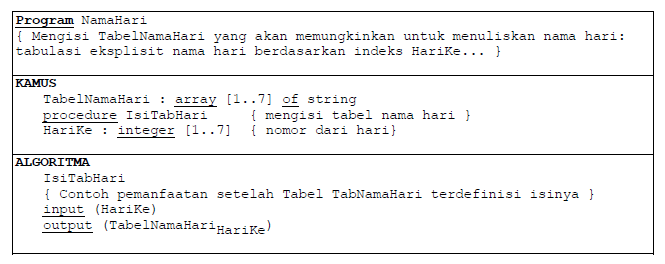 Program NamaHari
{ Mengisi TabelNamaHari yang akan memungkinkan untuk menuliskan nama hari:
tabulasi eksplisit nama hari berdasarkan indeks HariKe... }
KAMUS
TabelNamaHari : array [1..7] of string
procedure IsiTabHari { mengisi tabel nama hari }
HariKe : integer [1..7] { nomor dari hari}
ALGORITMA
IsiTabHari
{ Contoh pemanfaatan setelah Tabel TabNamaHari terdefinisi isinya }
input (HariKe)
output (TabelNamaHariHariKe)